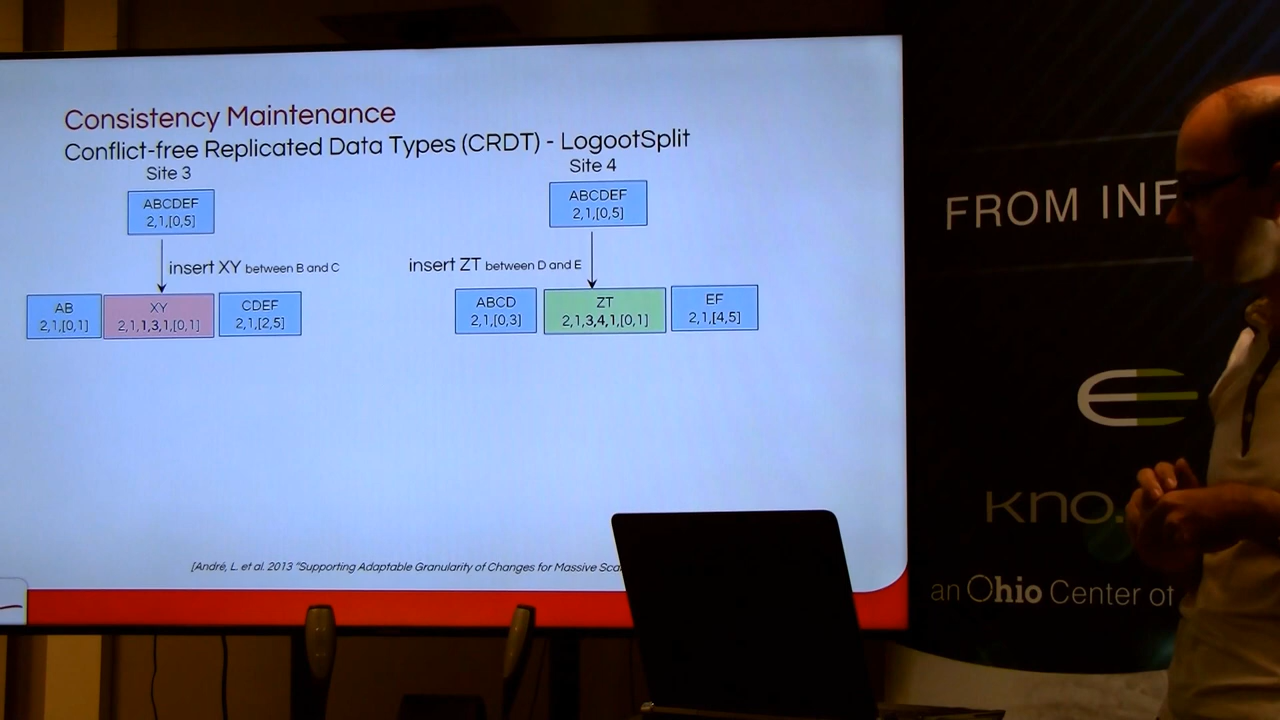 Consistency Maintenance
Conflict-free Replicated Data Types (CRDT) - LogootSplit
Site 3
ABCDEF
2,1,[0,5]
insert XY between B and C
AB
2,1,[0,1]
XY
2,1,1,3,1,[0,1]
CDEF
2,1,[2,5]
Site 4
ABCDEF
2,1,[0,5]
insert ZT between D and E
ABCD
2,1,[0,3]
ZT
2,1,3,4,1,[0,1]
EF
2,1,[4,5]
[André, L. et al. 2013 "Supporting Adaptable Granularity of Changes for Massive
FROM
kno.
an Ohio Center of